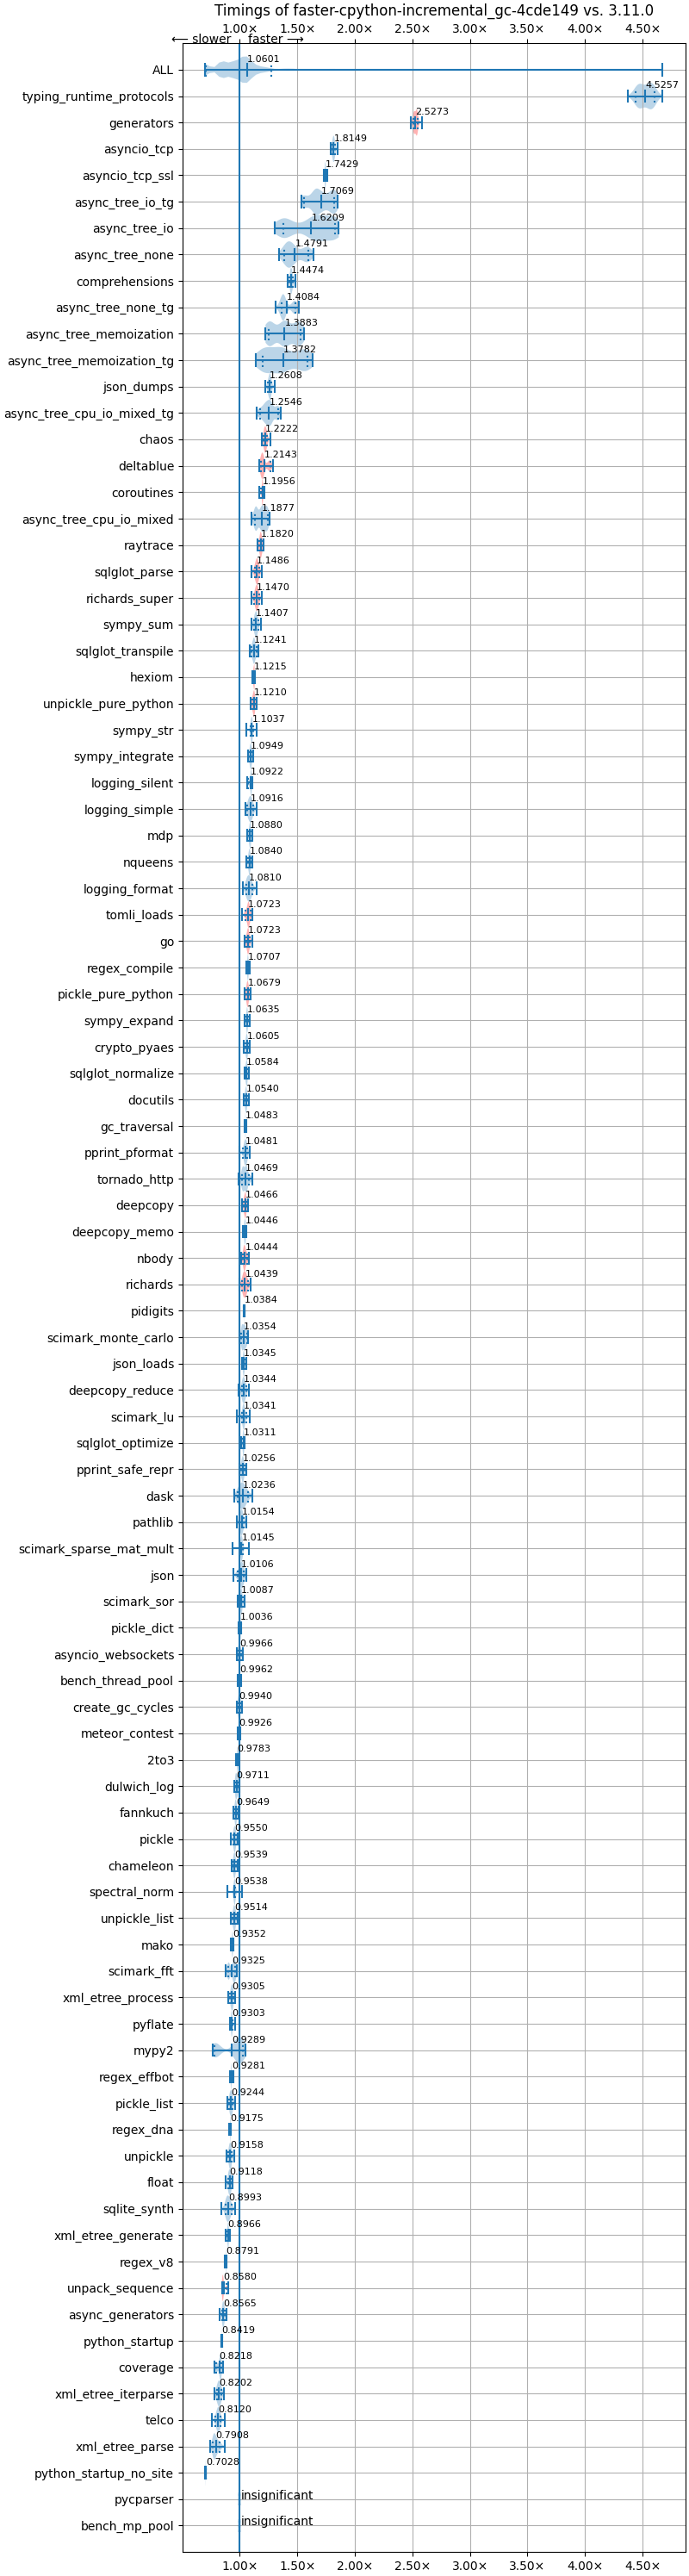 Timings of faster-cpython-incremental_gc-4cde149 vs. 3.11.0
1.00× 1.50× 2.00× 2.50× 3.00× 3.50× 4.00× 4.50×
⟵ slower faster ⟶
ALL 1.0601
typing_runtime_protocols 4.5257
generators 2.5273
asyncio_tcp 1.8149
asyncio_tcp_ssl 1.7429
async_tree_io_tg 1.7069
async_tree_io 1.6209
async_tree_none 1.4791
comprehensions 1.4474
async_tree_none_tg 1.4084
async_tree_memoization 1.3883
async_tree_memoization_tg 1.3782
json_dumps 1.2608
async_tree_cpu_io_mixed_tg 1.2546
chaos 1.2222
deltablue 1.2143
coroutines 1.1956
async_tree_cpu_io_mixed 1.1877
raytrace 1.1820
sqlglot_parse 1.1486
richards_super 1.1470
sympy_sum 1.1407
sqlglot_transpile 1.1241
hexiom 1.1215
unpickle_pure_python 1.1210
sympy_str 1.1037
sympy_integrate 1.0949
logging_silent 1.0922
logging_simple 1.0916
mdp 1.0880
nqueens 1.0840
logging_format 1.0810
tomli_loads 1.0723
go 1.0723
regex_compile 1.0707
pickle_pure_python 1.0679
sympy_expand 1.0635
crypto_pyaes 1.0605
sqlglot_normalize 1.0584
docutils 1.0540
gc_traversal 1.0483
pprint_pformat 1.0481
tornado_http 1.0469
deepcopy 1.0466
deepcopy_memo 1.0446
nbody 1.0444
richards 1.0439
pidigits 1.0384
scimark_monte_carlo 1.0354
json_loads 1.0345
deepcopy_reduce 1.0344
scimark_lu 1.0341
sqlglot_optimize 1.0311
pprint_safe_repr 1.0256
dask 1.0236
pathlib 1.0154
scimark_sparse_mat_mult 1.0145
json 1.0106
scimark_sor 1.0087
pickle_dict 1.0036
asyncio_websockets 0.9966
bench_thread_pool 0.9962
create_gc_cycles 0.9940
meteor_contest 0.9926
2to3 0.9783
dulwich_log 0.9711
fannkuch 0.9649
pickle 0.9550
chameleon 0.9539
spectral_norm 0.9538
unpickle_list 0.9514
mako 0.9352
scimark_fft 0.9325
xml_etree_process 0.9305
pyflate 0.9303
mypy2 0.9289
regex_effbot 0.9281
pickle_list 0.9244
regex_dna 0.9175
unpickle 0.9158
float 0.9118
sqlite_synth 0.8993
xml_etree_generate 0.8966
regex_v8 0.8791
unpack_sequence 0.8580
async_generators 0.8565
python_startup 0.8419
coverage 0.8218
xml_etree_iterparse 0.8202
telco 0.8120
xml_etree_parse 0.7908
python_startup_no_site 0.7028
pycparser insignificant
bench_mp_pool insignificant
1.00× 1.50× 2.00× 2.50× 3.00× 3.50× 4.00× 4.50×